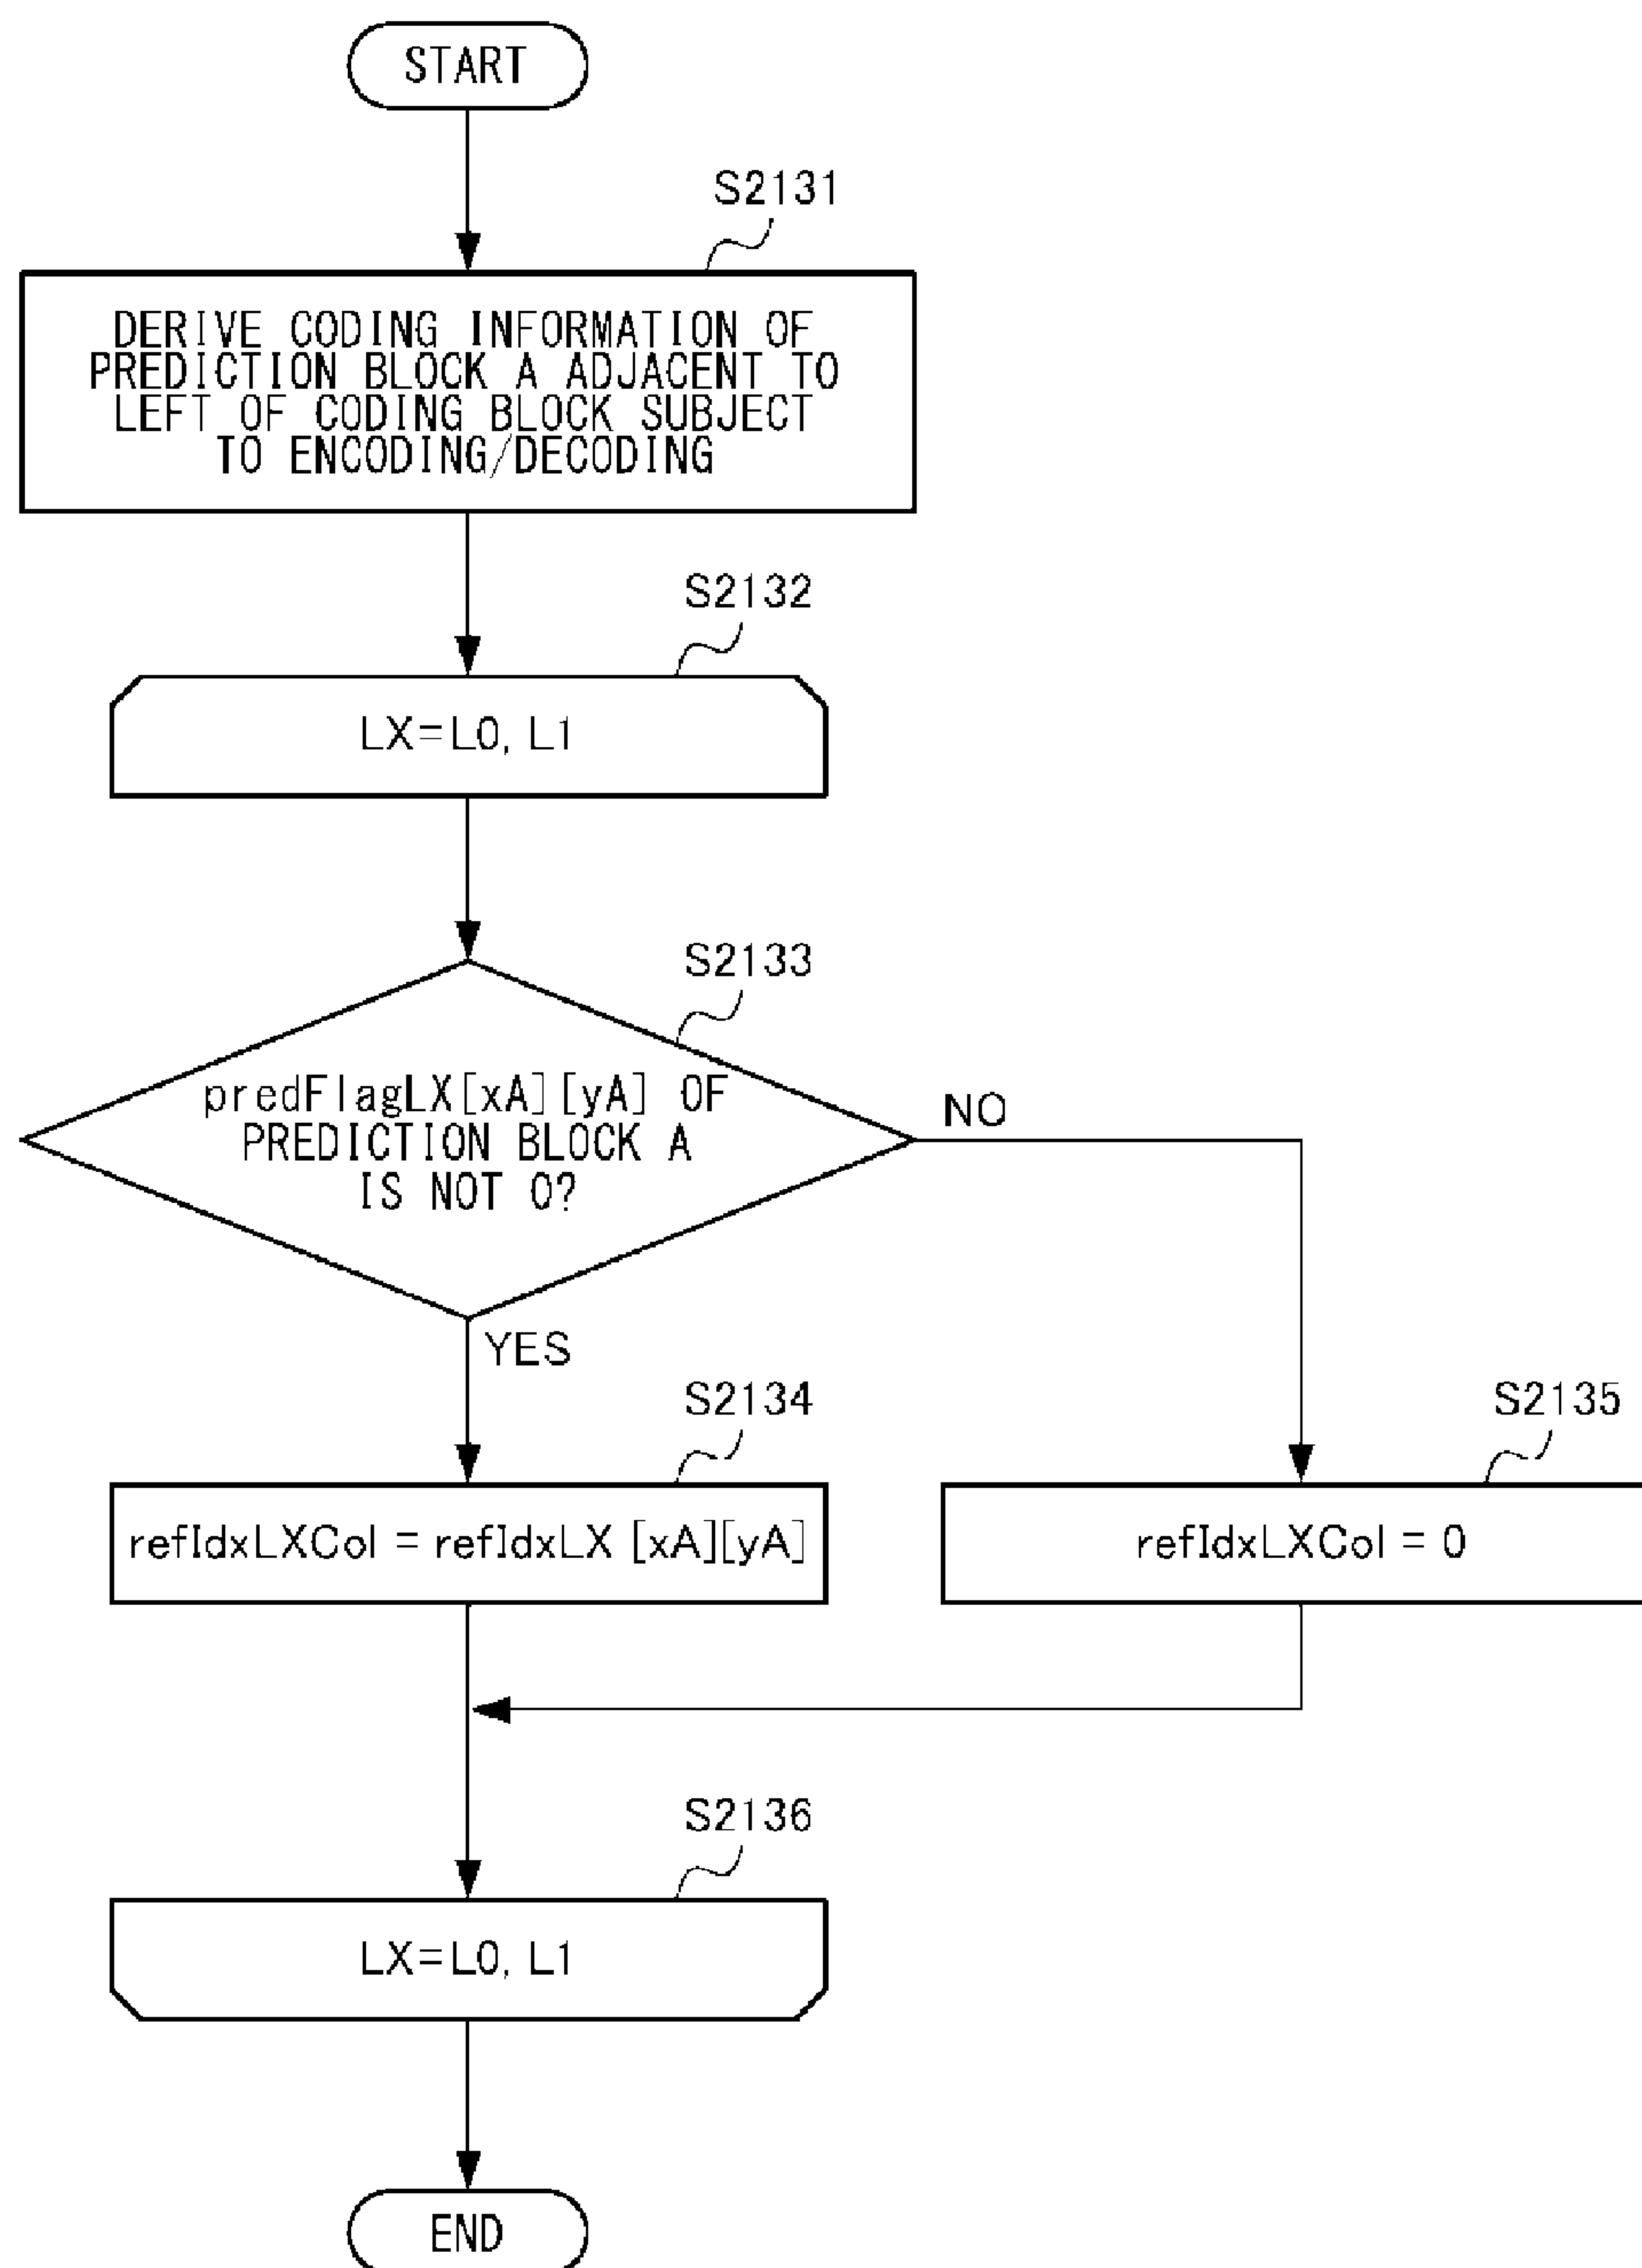 START
S2131
DERIVE CODING INFORMATION OF
PREDICTION BLOCK A ADJACENT TO
LEFT OF CODING BLOCK SUBJECT
TO ENCODING/DECODING
S2132
LX=L0, L1
S2133
predFlagLX[xA][yA] OF
PREDICTION BLOCK A
IS NOT 0?
NO
YES
S2134
refIdxLXCol = refIdxLX [xA][yA]
S2135
refIdxLXCol = 0
S2136
LX=L0, L1
END